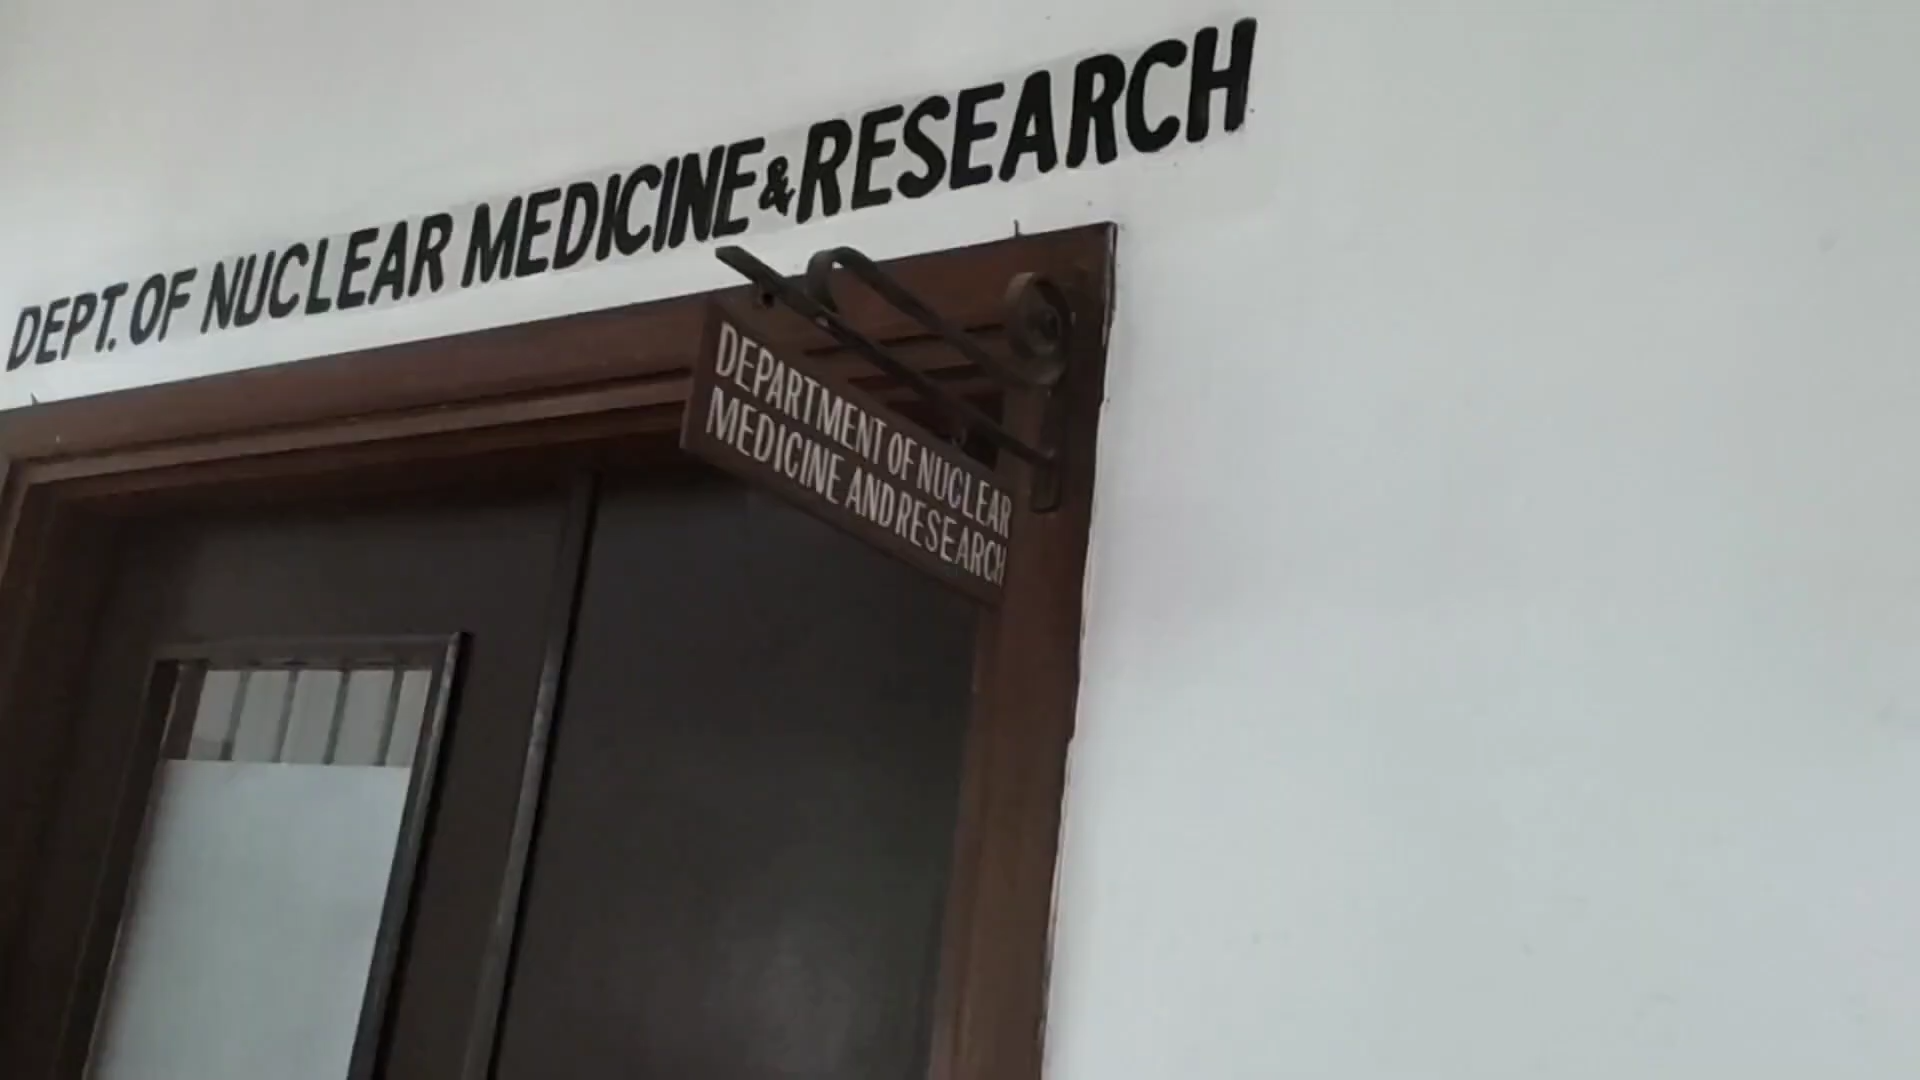 DEPT. OF NUCLEAR MEDICINE & RESEARCH
DEPARTMENT OF NUCLEAR
MEDICINE AND RESEARCH